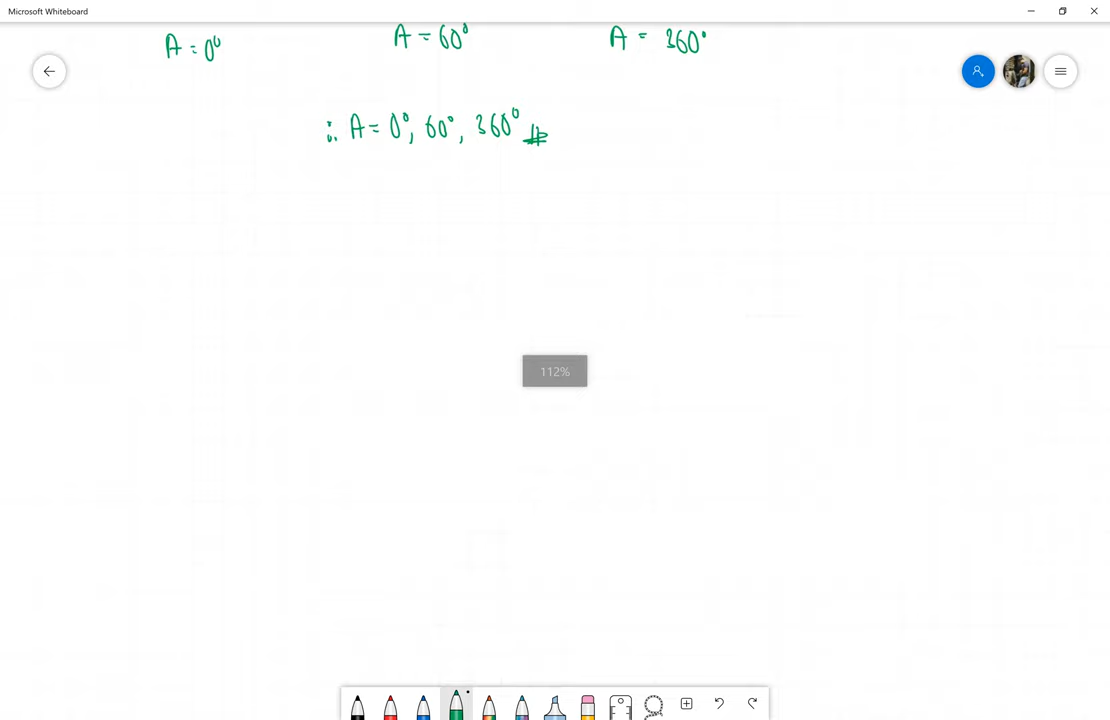 Microsoft Whiteboard
A = 0° A = 60° A = 360°
∴ A = 0°, 60°, 360° #
112%